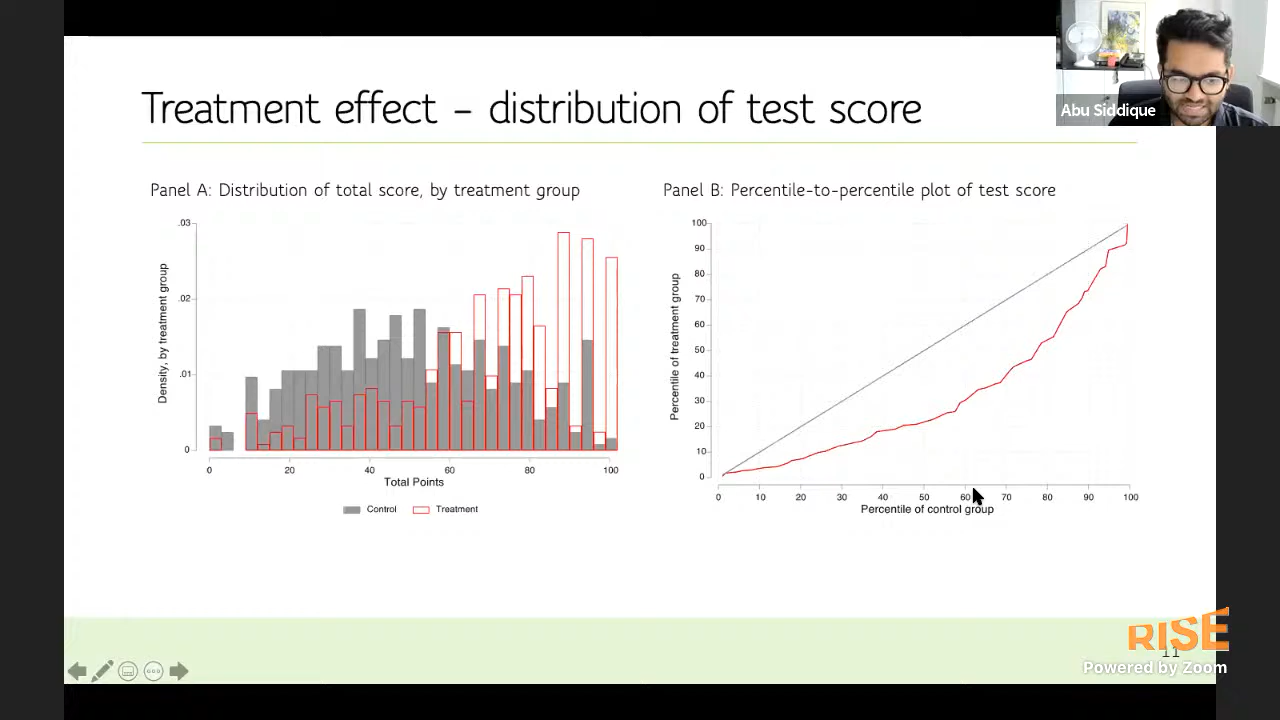 Abu Siddique
Treatment effect – distribution of test score
Panel A: Distribution of total score, by treatment group
.03
.02
.01
0
Density, by treatment group
0 20 40 60 80 100
Total Points
Control Treatment
Panel B: Percentile-to-percentile plot of test score
100
90
80
70
60
50
40
30
20
10
0
Percentile of treatment group
0 10 20 30 40 50 60 70 80 90 100
Percentile of control group
RISE
11
Powered by Zoom